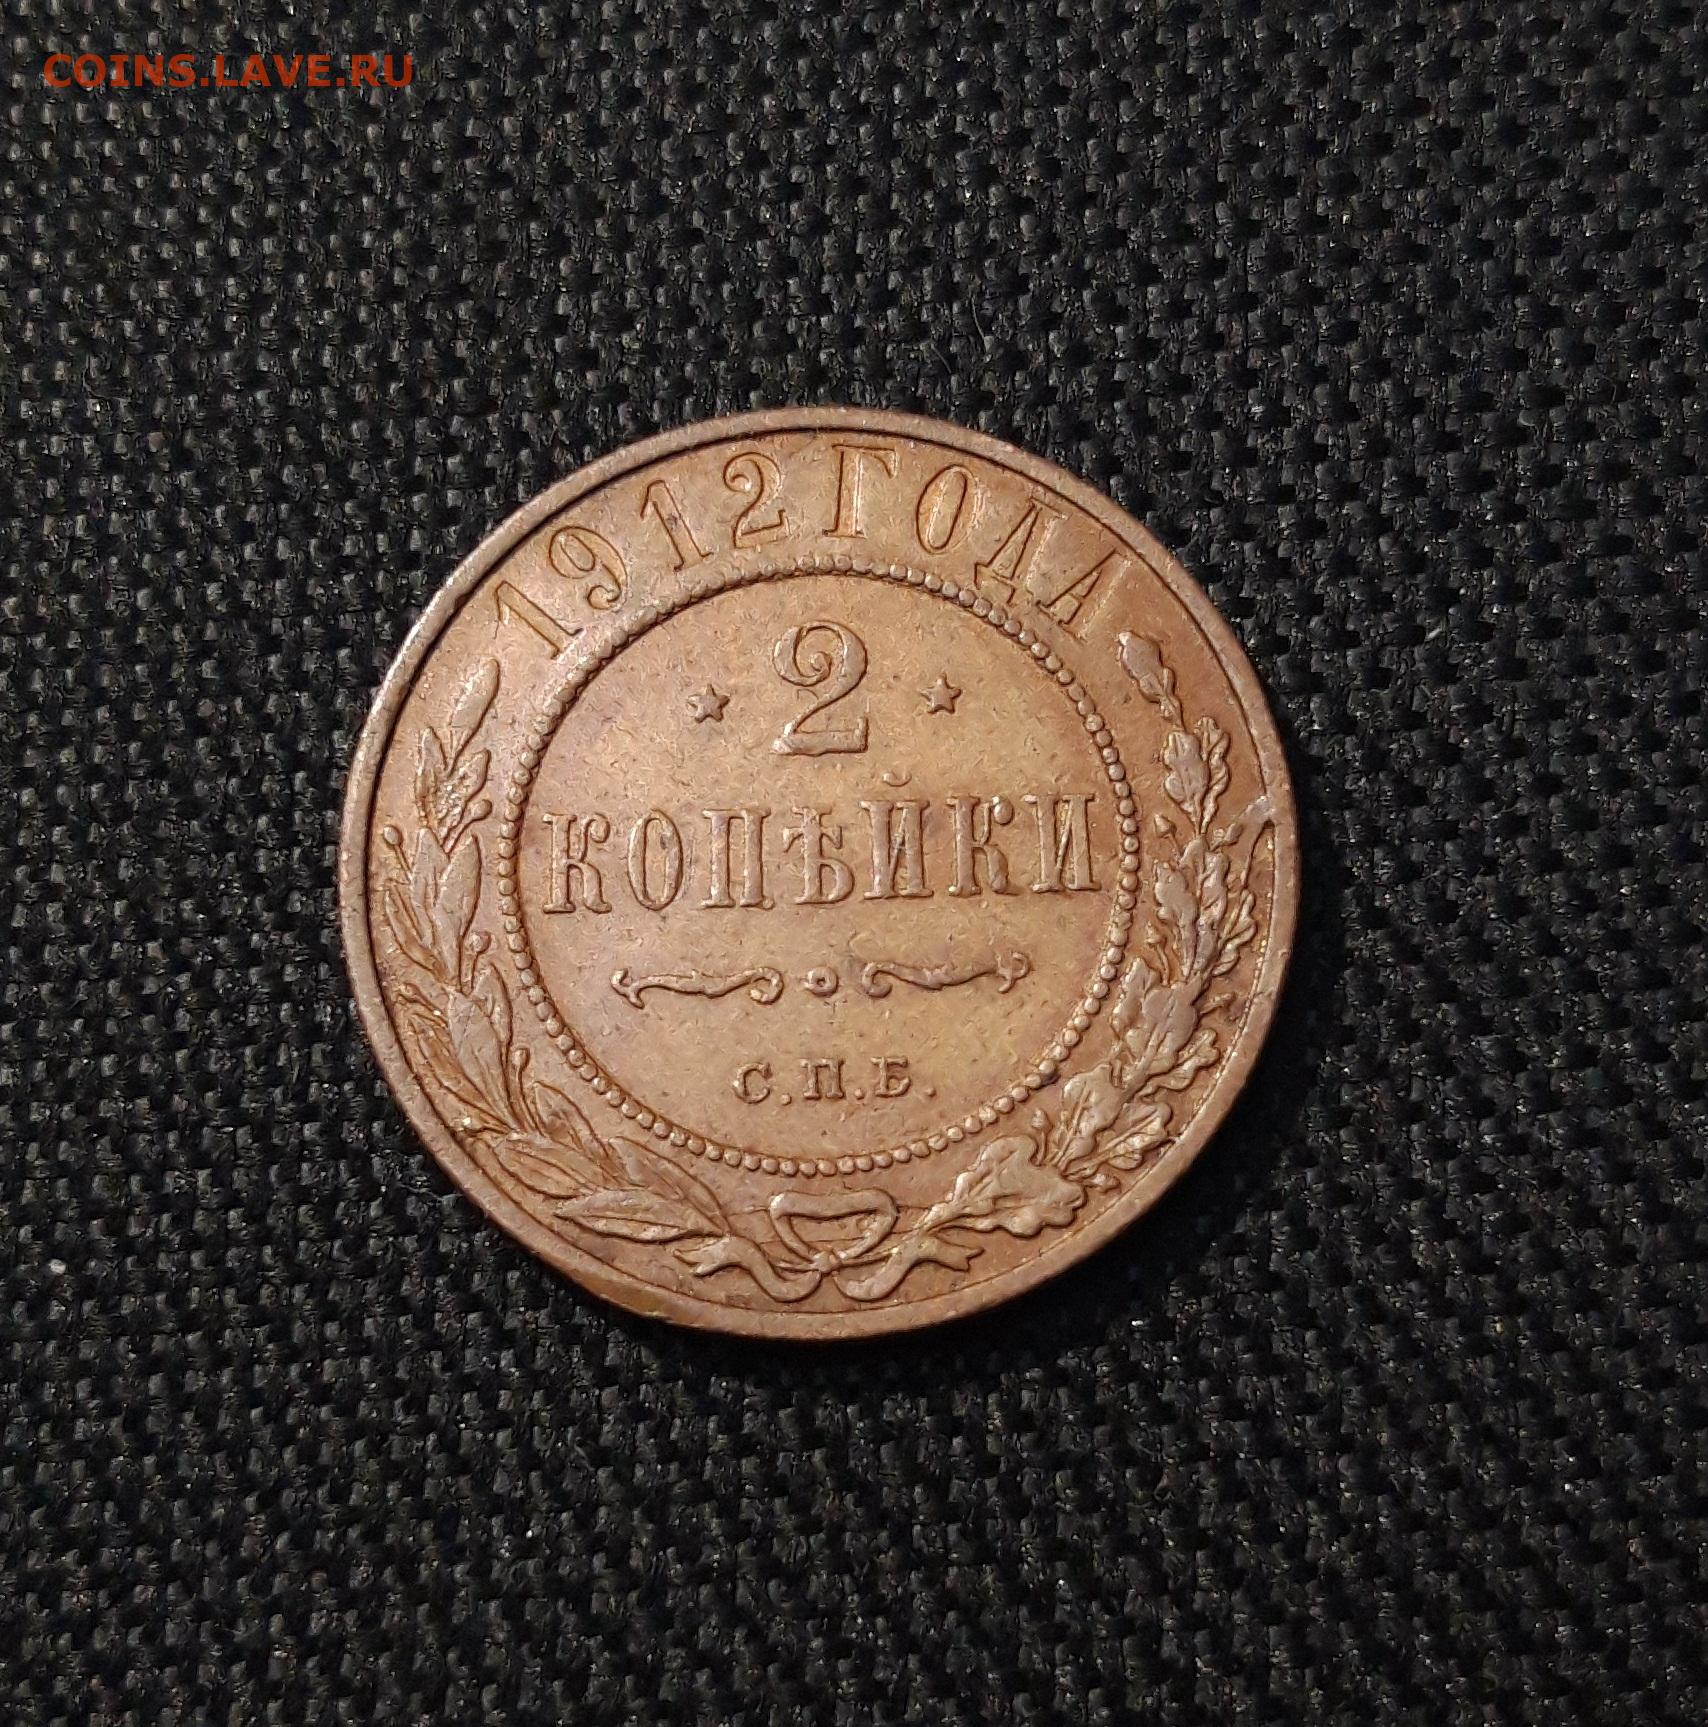 COINS.LAVE.RU
1912 ГОДА
2
КОПѢЙКИ
С.П.Б.